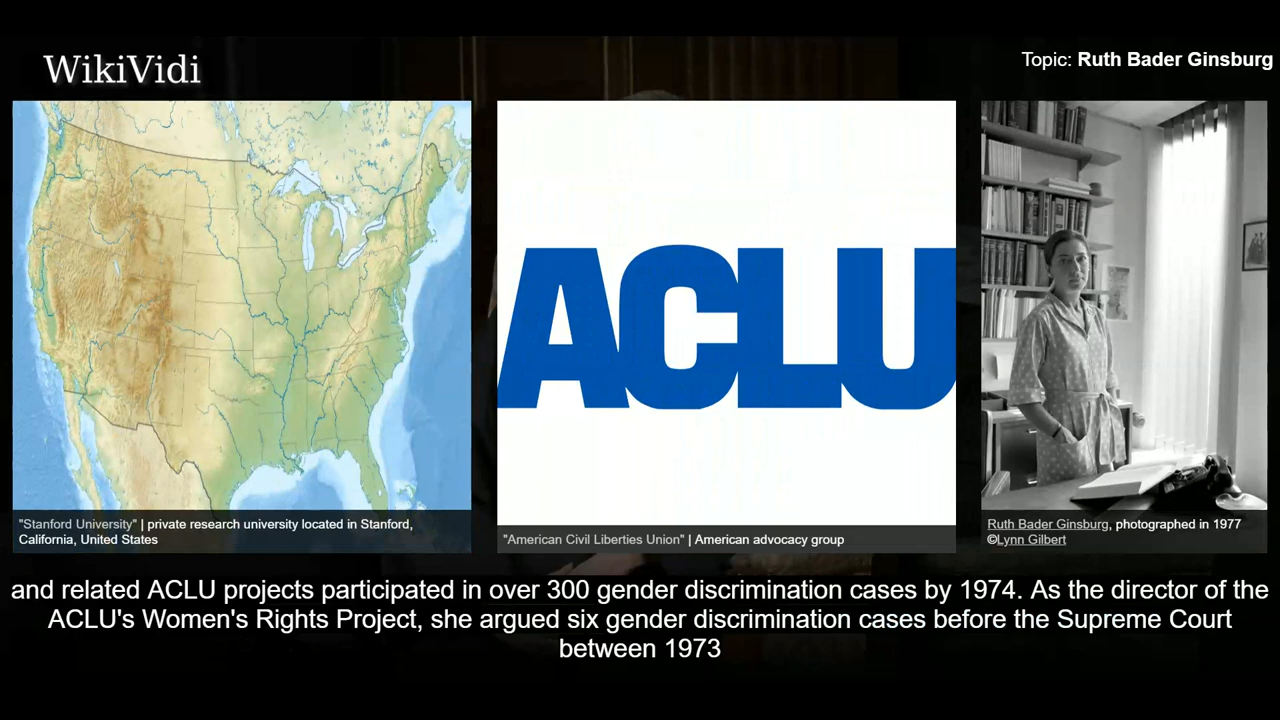 WikiVidi
Topic: Ruth Bader Ginsburg
ACLU
"Stanford University" | private research university located in Stanford,
California, United States
"American Civil Liberties Union" | American advocacy group
Ruth Bader Ginsburg, photographed in 1977
©Lynn Gilbert
and related ACLU projects participated in over 300 gender discrimination cases by 1974. As the director of the
ACLU's Women's Rights Project, she argued six gender discrimination cases before the Supreme Court
between 1973